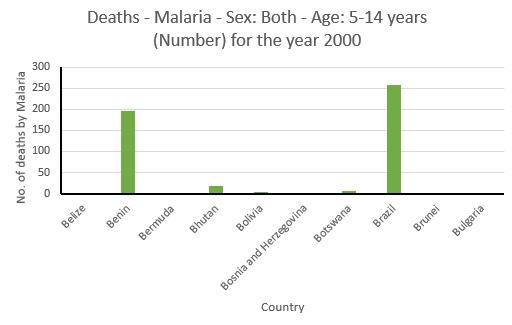 Deaths - Malaria - Sex: Both - Age: 5-14 years
(Number) for the year 2000
No. of deaths by Malaria
300
250
200
150
100
50
0
Belize
Benin
Bermuda
Bhutan
Bolivia
Bosnia and Herzegovina
Botswana
Brazil
Brunei
Bulgaria
Country